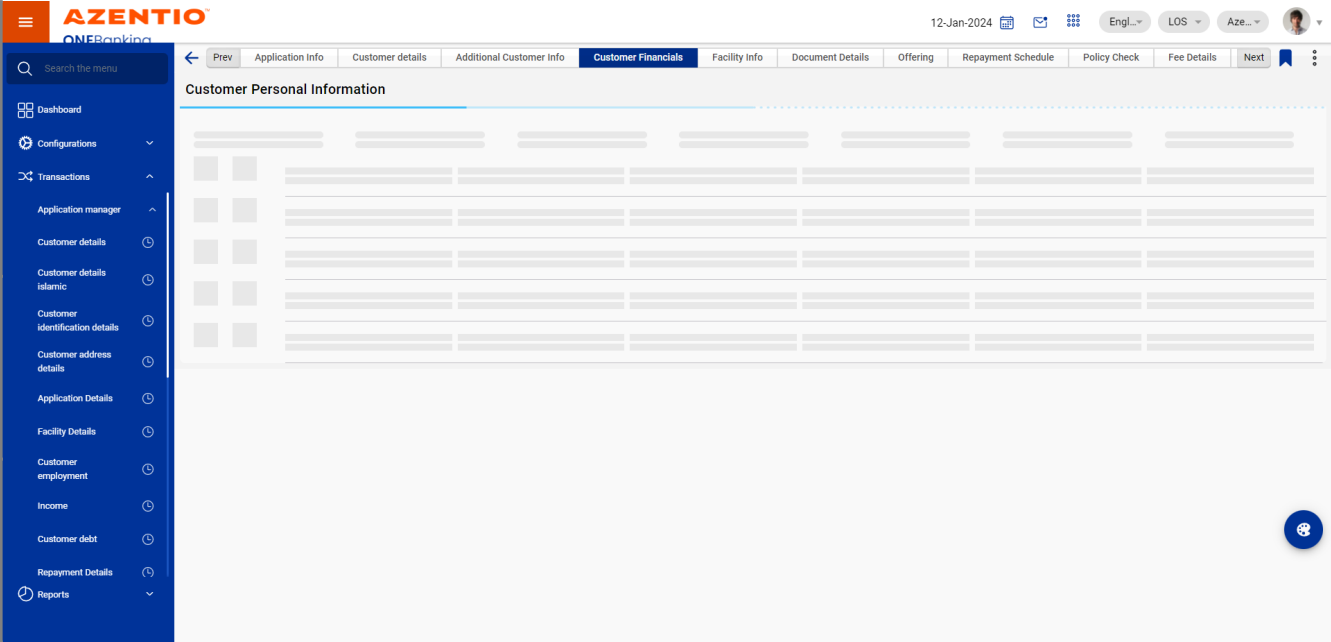 AZENTIO™
ONEBanking
12-Jan-2024
Engl...
LOS
Aze...
Search the menu
Dashboard
Configurations
Transactions
Application manager
Customer details
Customer details
islamic
Customer
identification details
Customer address
details
Application Details
Facility Details
Customer
employment
Income
Customer debt
Repayment Details
Reports
Prev
Application Info
Customer details
Additional Customer Info
Customer Financials
Facility Info
Document Details
Offering
Repayment Schedule
Policy Check
Fee Details
Next
Customer Personal Information